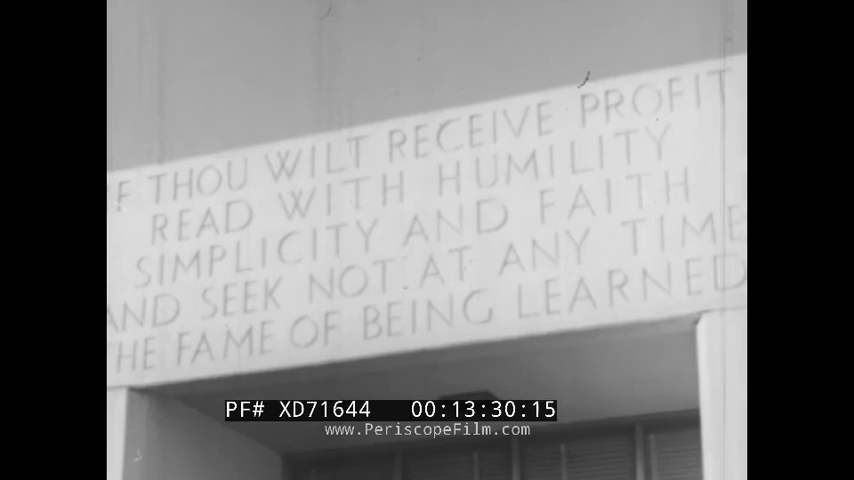 IF THOU WILT RECEIVE PROFIT
READ WITH HUMILITY
SIMPLICITY AND FAITH
AND SEEK NOT AT ANY TIME
THE FAME OF BEING LEARNED
PF# XD71644 00:13:30:15
www.PeriscopeFilm.com